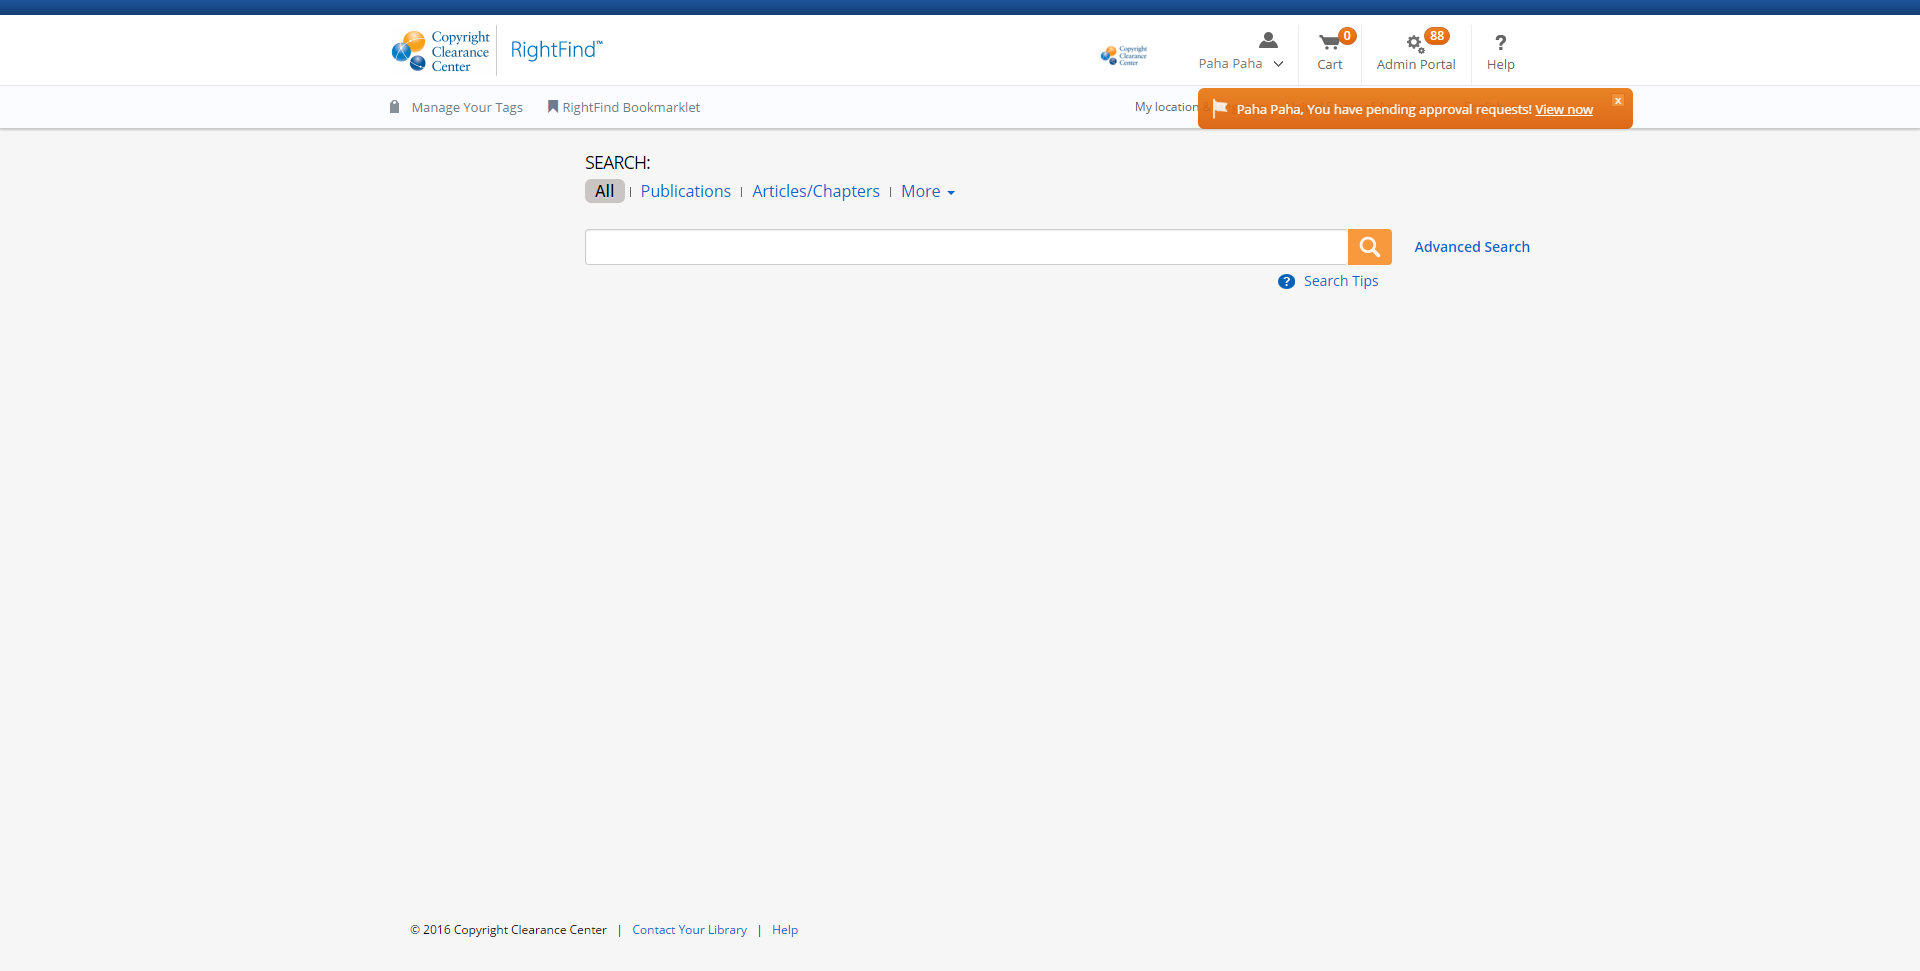 Copyright
Clearance
Center
RightFind™
Copyright
Clearance
Center
Paha Paha
0
Cart
88
Admin Portal
? 
Help
Manage Your Tags
RightFind Bookmarklet
My location
Paha Paha, You have pending approval requests! View now
x
SEARCH:
All | Publications | Articles/Chapters | More
Advanced Search
? Search Tips
© 2016 Copyright Clearance Center | Contact Your Library | Help